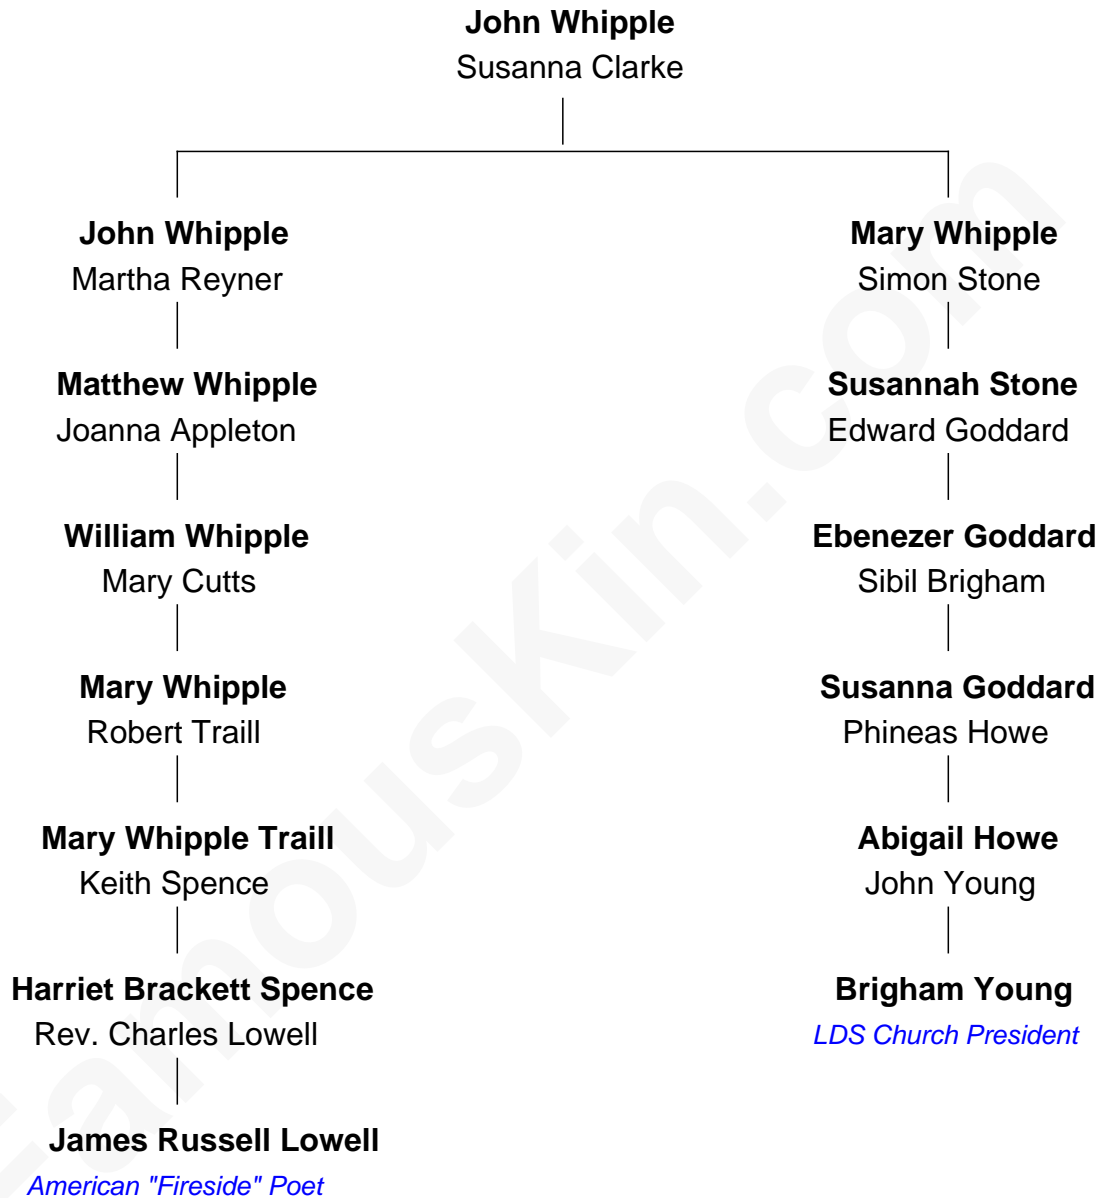 John Whipple
Susanna Clarke
John Whipple
Martha Reyner
Mary Whipple
Simon Stone
Matthew Whipple
Joanna Appleton
Susannah Stone
Edward Goddard
William Whipple
Mary Cutts
Ebenezer Goddard
Sibil Brigham
Mary Whipple
Robert Traill
Susanna Goddard
Phineas Howe
Mary Whipple Traill
Keith Spence
Abigail Howe
John Young
Harriet Brackett Spence
Rev. Charles Lowell
Brigham Young
LDS Church President
James Russell Lowell
American "Fireside" Poet
FamousKin.com